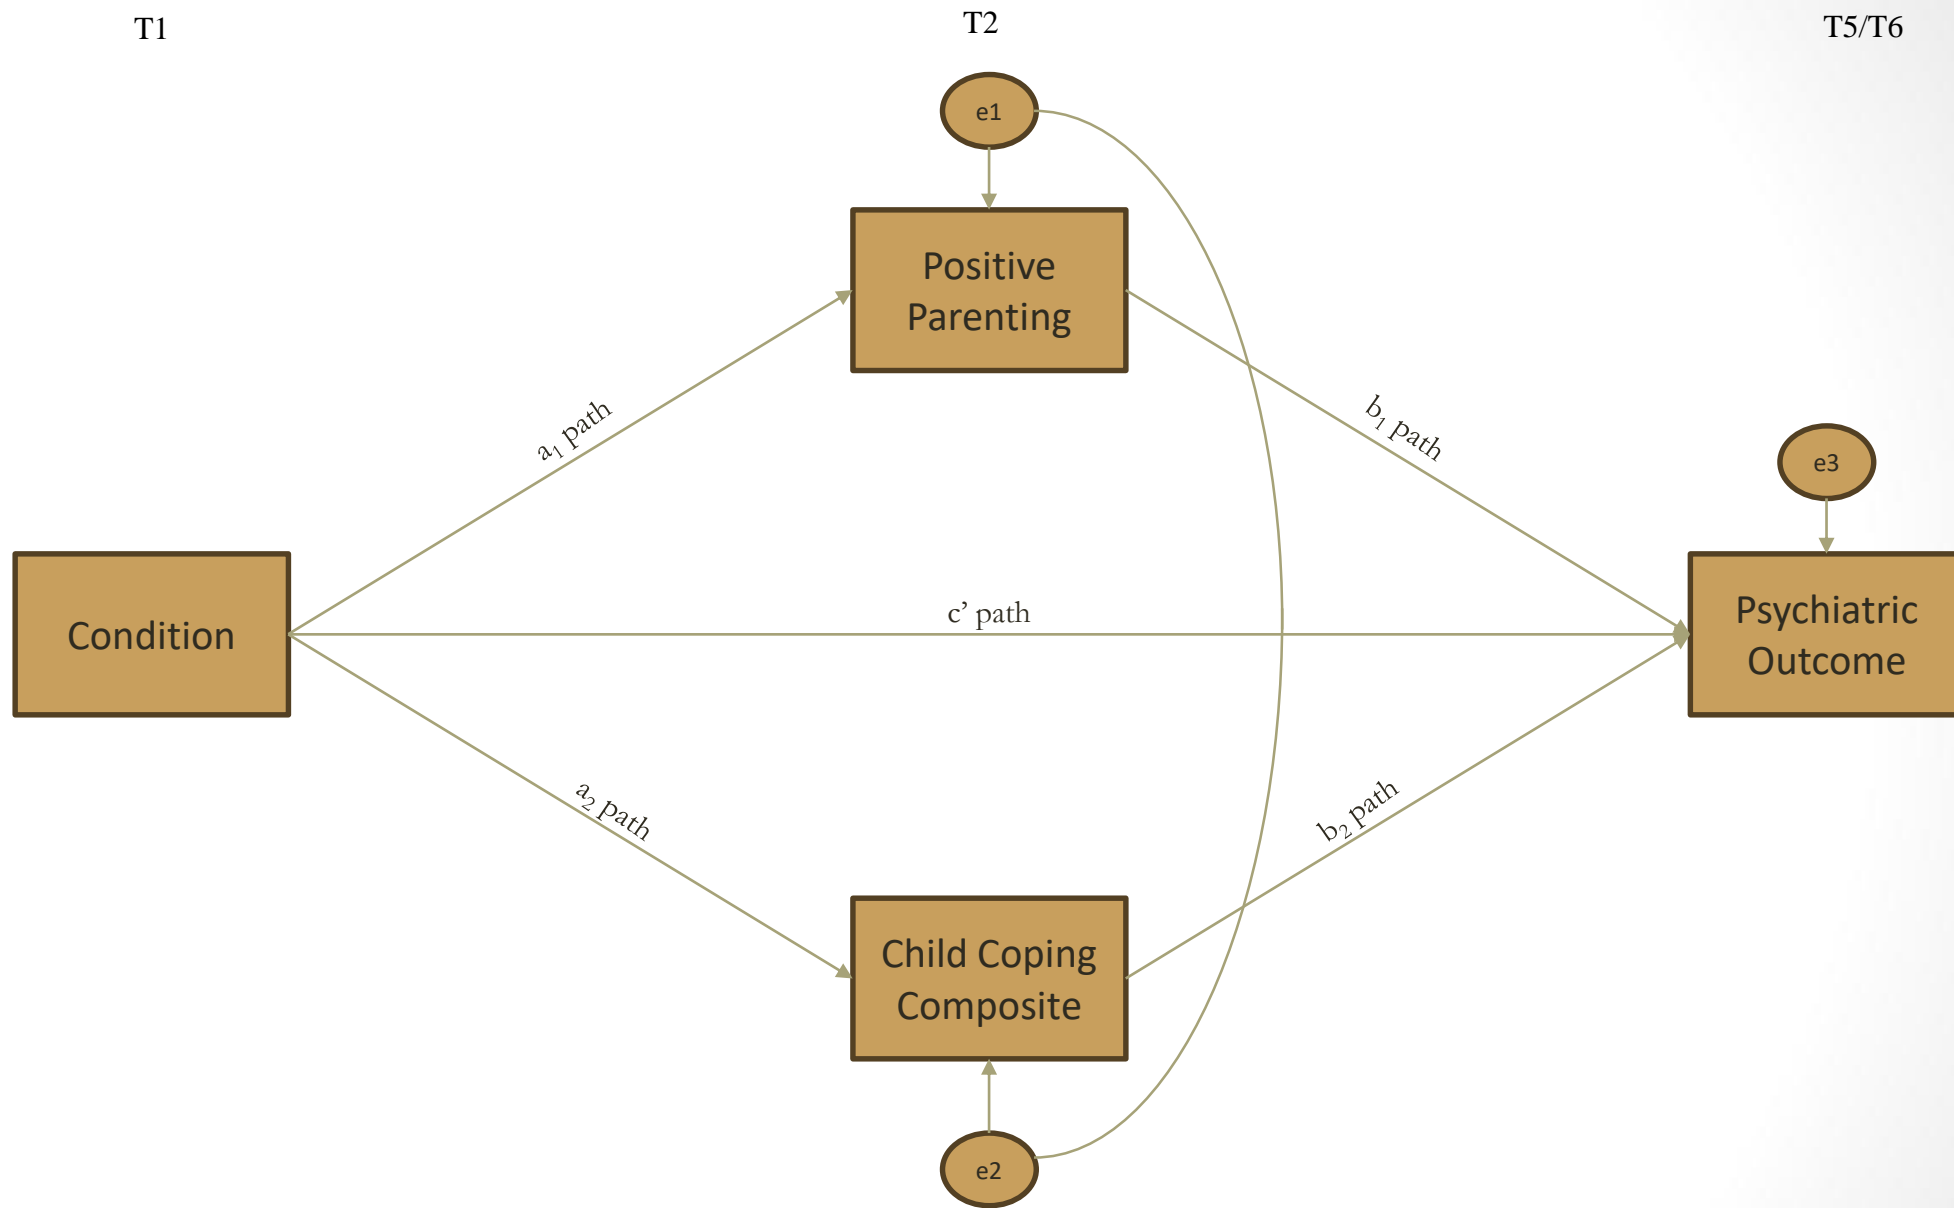 T1
T2
T5/T6
e1
Positive
Parenting
a₁ path
b₁ path
e3
Condition
c’ path
Psychiatric
Outcome
a₂ path
b₂ path
Child Coping
Composite
e2